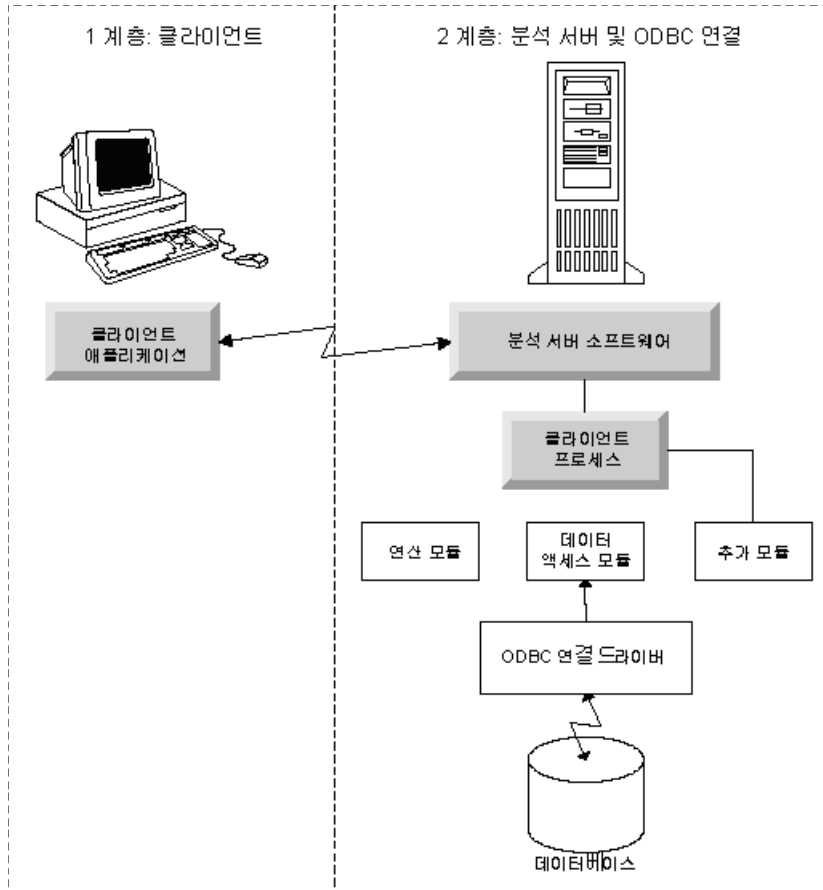 1 계층: 클라이언트
2 계층: 분석 서버 및 ODBC 연결
클라이언트
애플리케이션
분석 서버 소프트웨어
클라이언트
프로세스
연산 모듈
데이터
액세스 모듈
추가 모듈
ODBC 연결 드라이버
데이터베이스